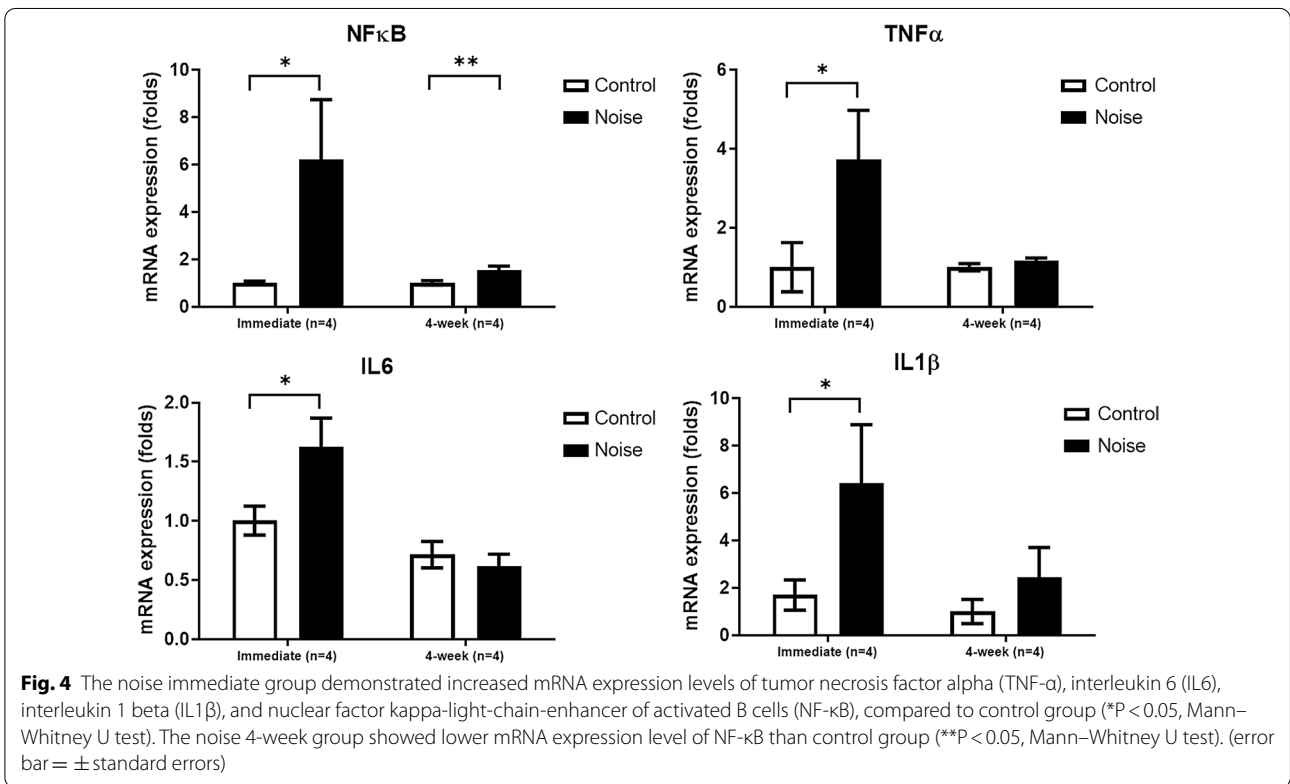 NFκB
*
**
Control
Noise
mRNA expression (folds)
10
8
6
4
2
0
Immediate (n=4)
4-week (n=4)
TNFα
*
Control
Noise
mRNA expression (folds)
6
4
2
0
Immediate (n=4)
4-week (n=4)
IL6
*
Control
Noise
mRNA expression (folds)
2.0
1.5
1.0
0.5
0.0
Immediate (n=4)
4-week (n=4)
IL1β
*
Control
Noise
mRNA expression (folds)
10
8
6
4
2
0
Immediate (n=4)
4-week (n=4)
Fig. 4 The noise immediate group demonstrated increased mRNA expression levels of tumor necrosis factor alpha (TNF-α), interleukin 6 (IL6),
interleukin 1 beta (IL1β), and nuclear factor kappa-light-chain-enhancer of activated B cells (NF-κB), compared to control group (*P < 0.05, Mann–
Whitney U test). The noise 4-week group showed lower mRNA expression level of NF-κB than control group (**P < 0.05, Mann–Whitney U test). (error
bar = ± standard errors)